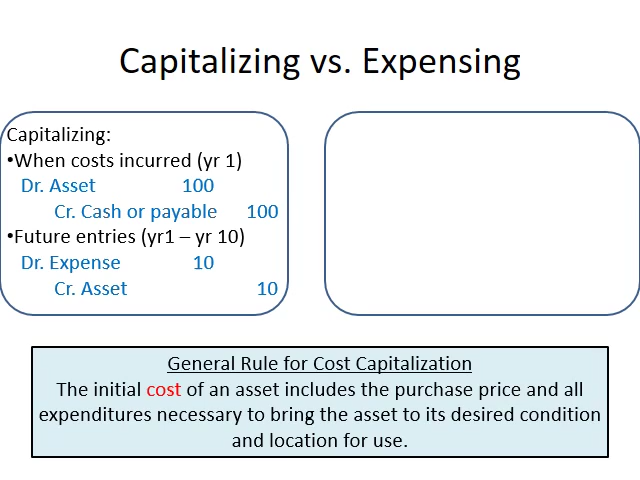 Capitalizing vs. Expensing
Capitalizing:
•When costs incurred (yr 1)
Dr. Asset 100
Cr. Cash or payable 100
•Future entries (yr1 – yr 10)
Dr. Expense 10
Cr. Asset 10
General Rule for Cost Capitalization
The initial cost of an asset includes the purchase price and all
expenditures necessary to bring the asset to its desired condition
and location for use.